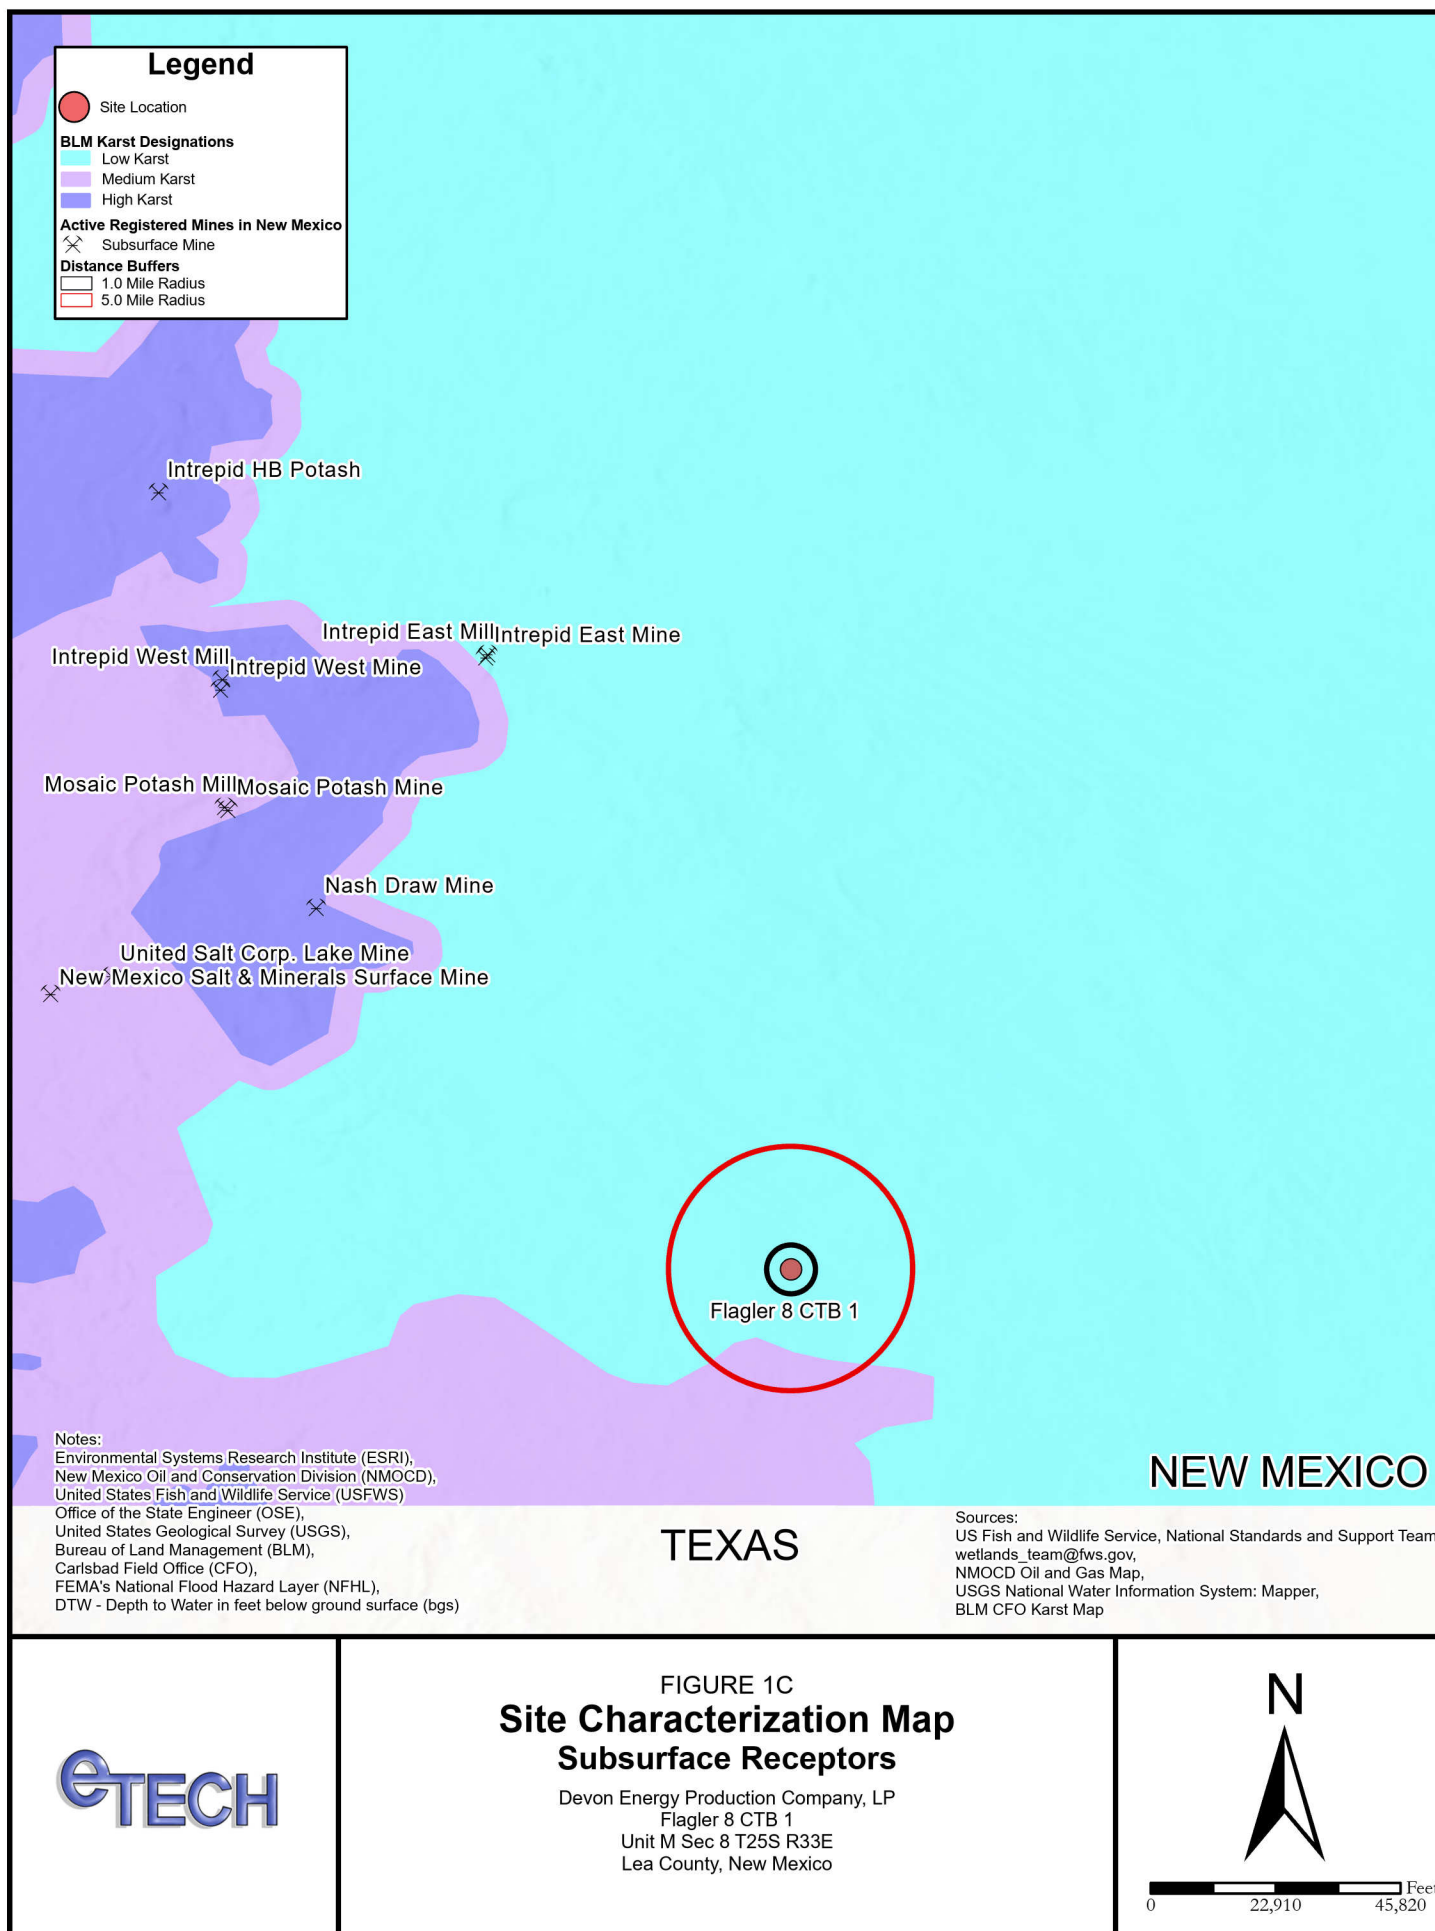 Legend
Site Location
BLM Karst Designations
Low Karst
Medium Karst
High Karst
Active Registered Mines in New Mexico
Subsurface Mine
Distance Buffers
1.0 Mile Radius
5.0 Mile Radius
Intrepid HB Potash
Intrepid East Mill
Intrepid East Mine
Intrepid West Mill
Intrepid West Mine
Mosaic Potash Mill
Mosaic Potash Mine
Nash Draw Mine
United Salt Corp. Lake Mine
New Mexico Salt & Minerals Surface Mine
Flagler 8 CTB 1
NEW MEXICO
TEXAS
Notes:
Environmental Systems Research Institute (ESRI),
New Mexico Oil and Conservation Division (NMOCD),
United States Fish and Wildlife Service (USFWS)
Office of the State Engineer (OSE),
United States Geological Survey (USGS),
Bureau of Land Management (BLM),
Carlsbad Field Office (CFO),
FEMA's National Flood Hazard Layer (NFHL),
DTW - Depth to Water in feet below ground surface (bgs)
Sources:
US Fish and Wildlife Service, National Standards and Support Team
wetlands_team@fws.gov,
NMOCD Oil and Gas Map,
USGS National Water Information System: Mapper,
BLM CFO Karst Map
eTECH
FIGURE 1C
Site Characterization Map
Subsurface Receptors
Devon Energy Production Company, LP
Flagler 8 CTB 1
Unit M Sec 8 T25S R33E
Lea County, New Mexico
N
Feet
0 22,910 45,820